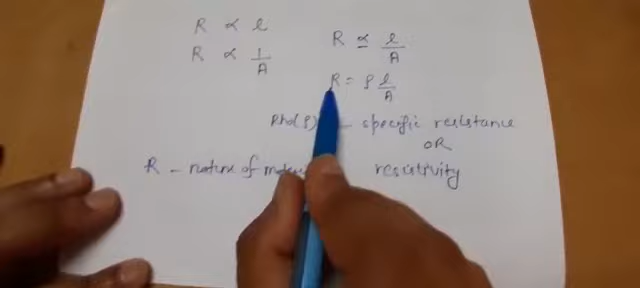 R ∝ l
R ∝ 1/A
R ∝ l/A
R = ρ l/A
Rho(ρ) — specific resistance
OR
resistivity
R – nature of